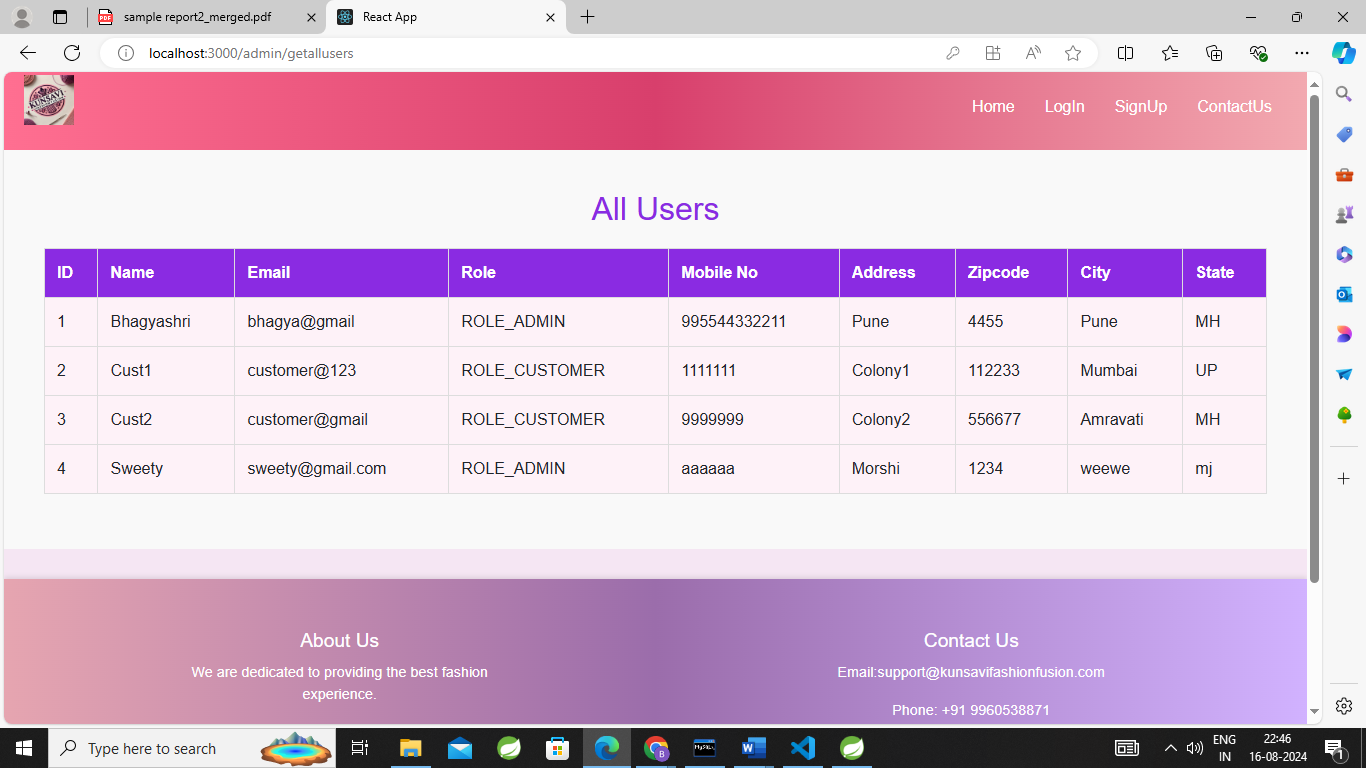 sample report2_merged.pdf
React App
localhost:3000/admin/getallusers
KUNSAVI
Home LogIn SignUp ContactUs
All Users
ID Name Email Role Mobile No Address Zipcode City State
1 Bhagyashri bhagya@gmail ROLE_ADMIN 995544332211 Pune 4455 Pune MH
2 Cust1 customer@123 ROLE_CUSTOMER 1111111 Colony1 112233 Mumbai UP
3 Cust2 customer@gmail ROLE_CUSTOMER 9999999 Colony2 556677 Amravati MH
4 Sweety sweety@gmail.com ROLE_ADMIN aaaaaa Morshi 1234 weewe mj
About Us
We are dedicated to providing the best fashion
experience.
Contact Us
Email:support@kunsavifashionfusion.com
Phone: +91 9960538871
Type here to search
ENG
IN
22:46
16-08-2024
1